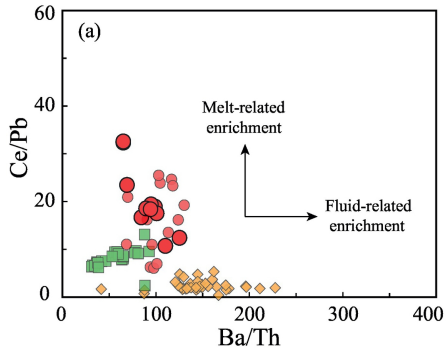 (a)
60
40
20
0
Ce/Pb
Melt-related
enrichment
Fluid-related
enrichment
0
100
200
300
400
Ba/Th